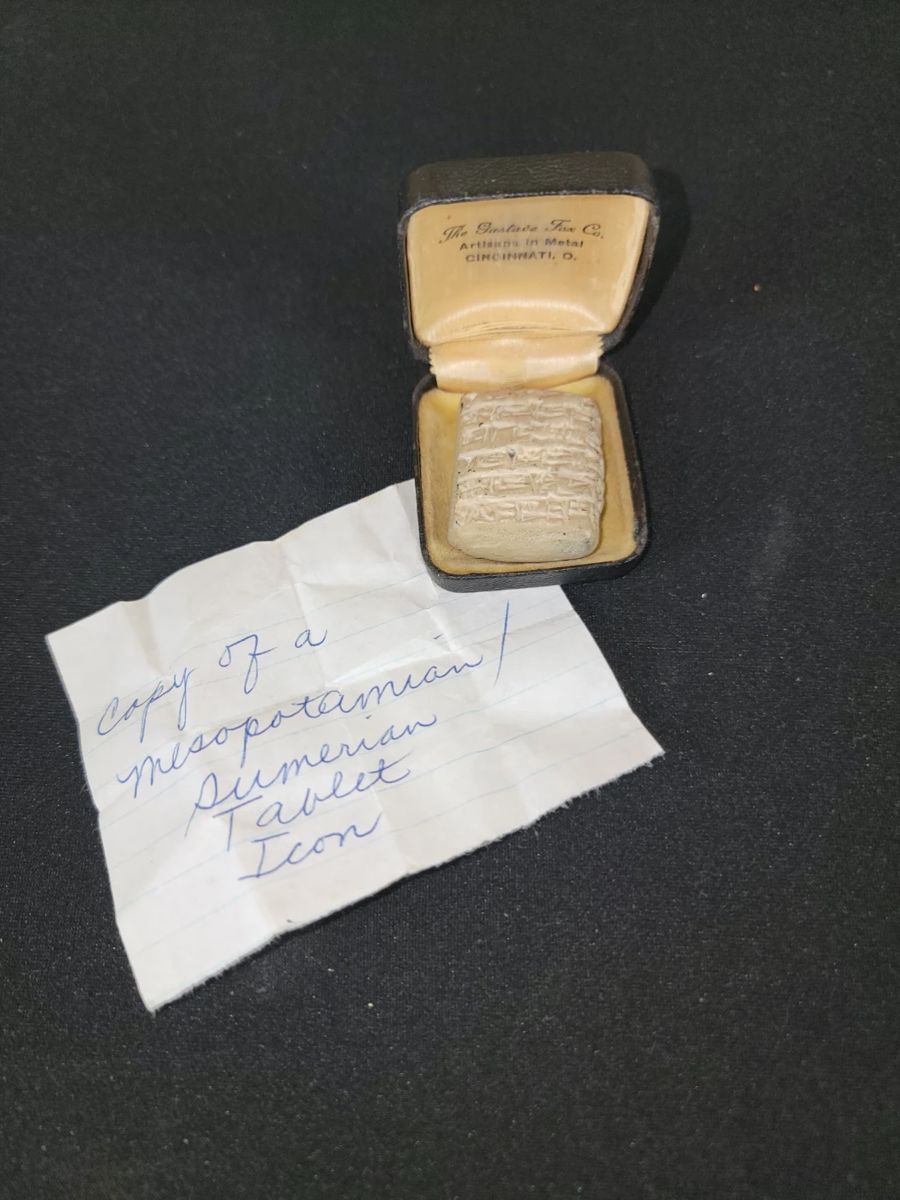 The Gustave Fox Co.
Artisans in Metal
CINCINNATI, O.
Copy of a
Mesopotamian/
Sumerian
Tablet
Icon